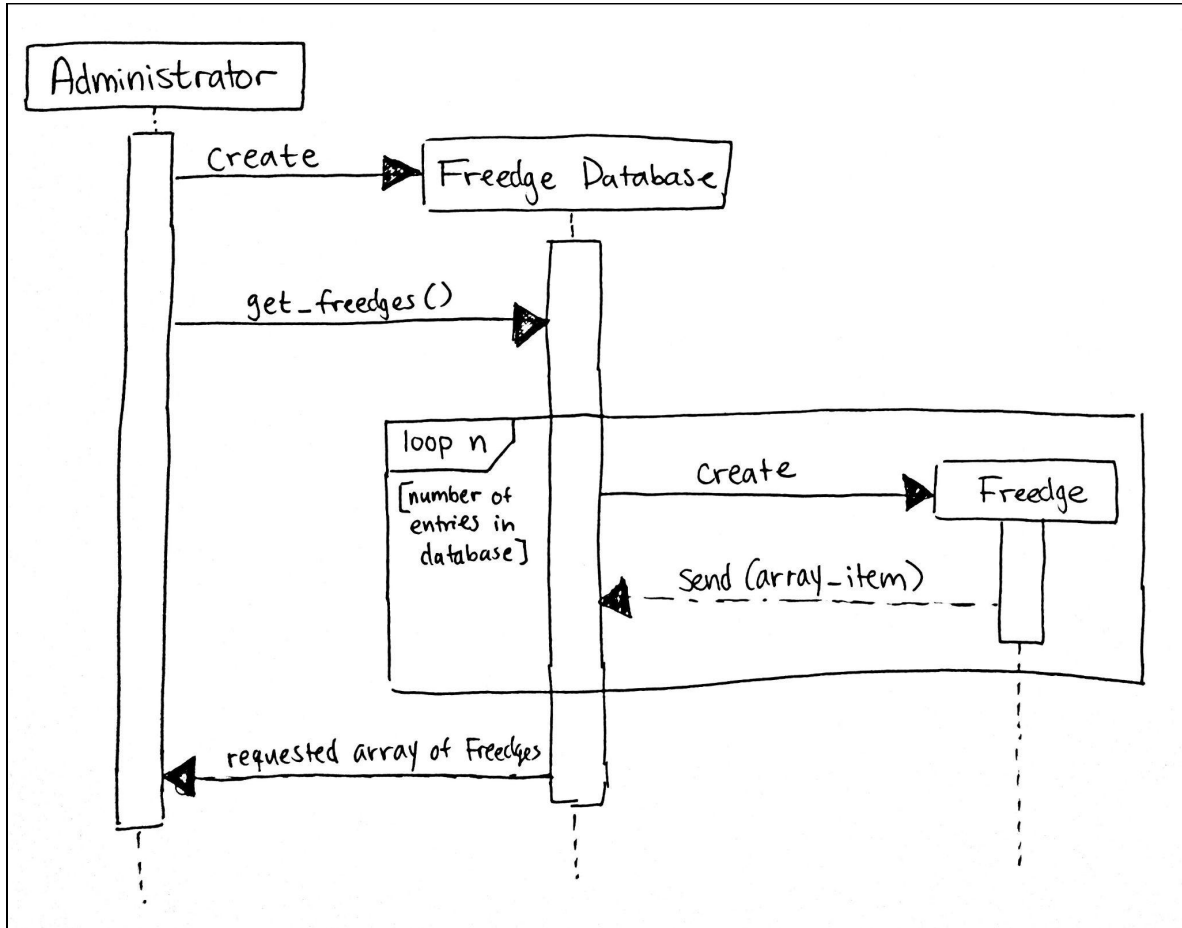 Administrator
create
Freedge Database
get_freedges()
loop n
[number of
entries in
database]
create
Freedge
send (array_item)
requested array of Freedges